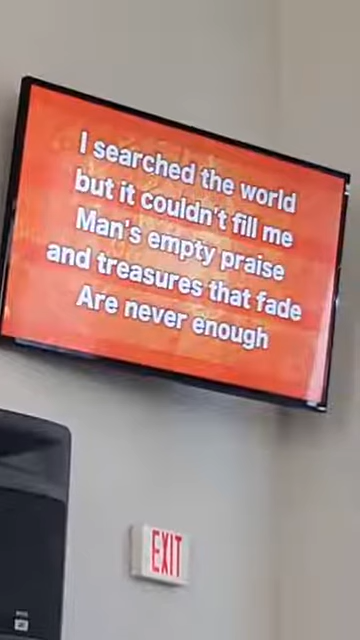 I searched the world
but it couldn't fill me
Man's empty praise
and treasures that fade
Are never enough
EXIT